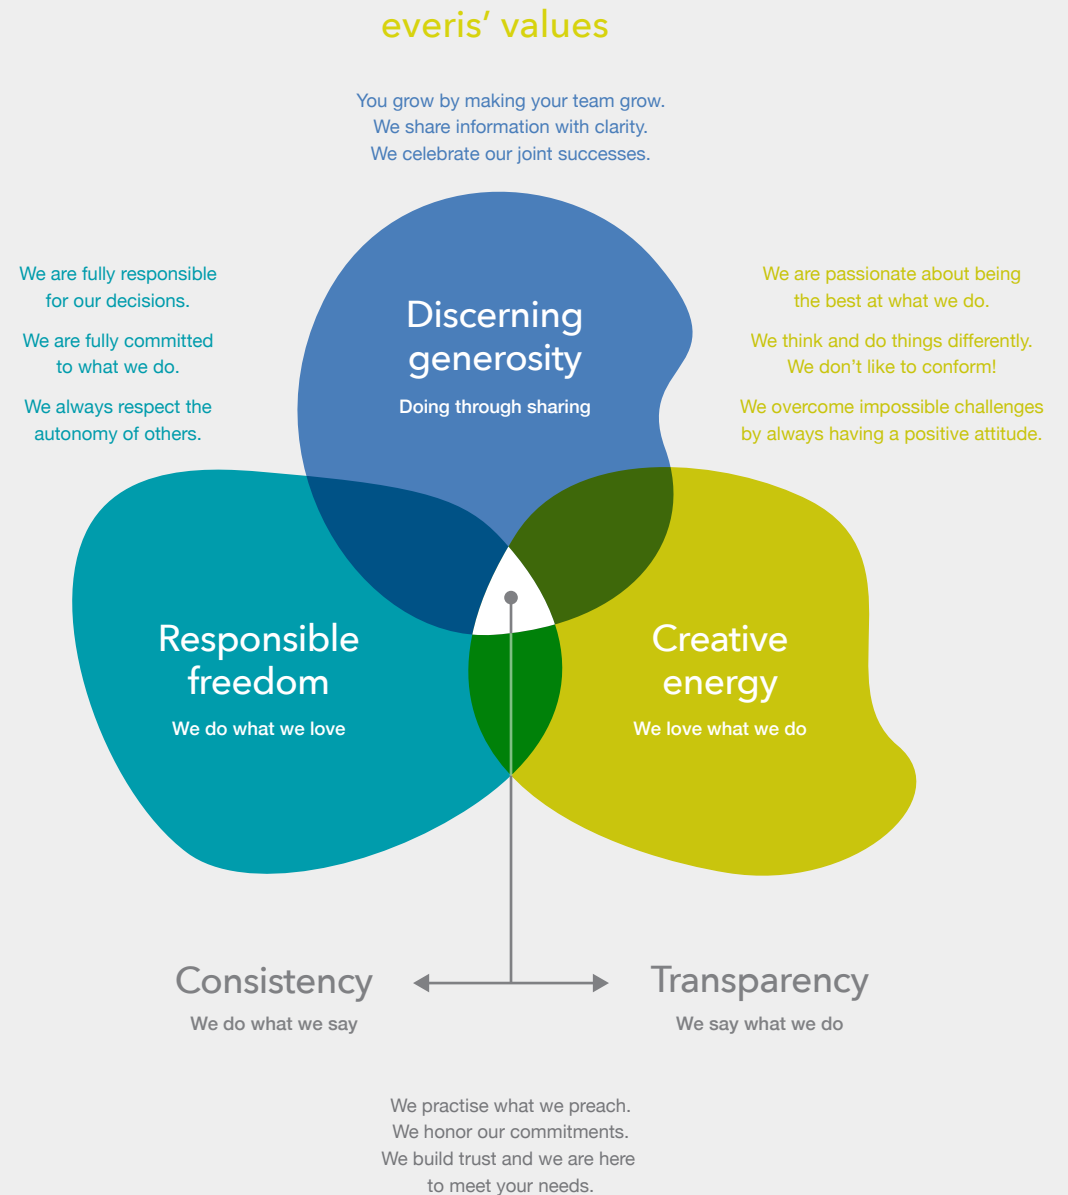 everis’ values
You grow by making your team grow.
We share information with clarity.
We celebrate our joint successes.
We are fully responsible
for our decisions.
We are fully committed
to what we do.
We always respect the
autonomy of others.
Discerning
generosity
Doing through sharing
We are passionate about being
the best at what we do.
We think and do things differently.
We don’t like to conform!
We overcome impossible challenges
by always having a positive attitude.
Responsible
freedom
We do what we love
Creative
energy
We love what we do
Consistency
We do what we say
Transparency
We say what we do
We practise what we preach.
We honor our commitments.
We build trust and we are here
to meet your needs.